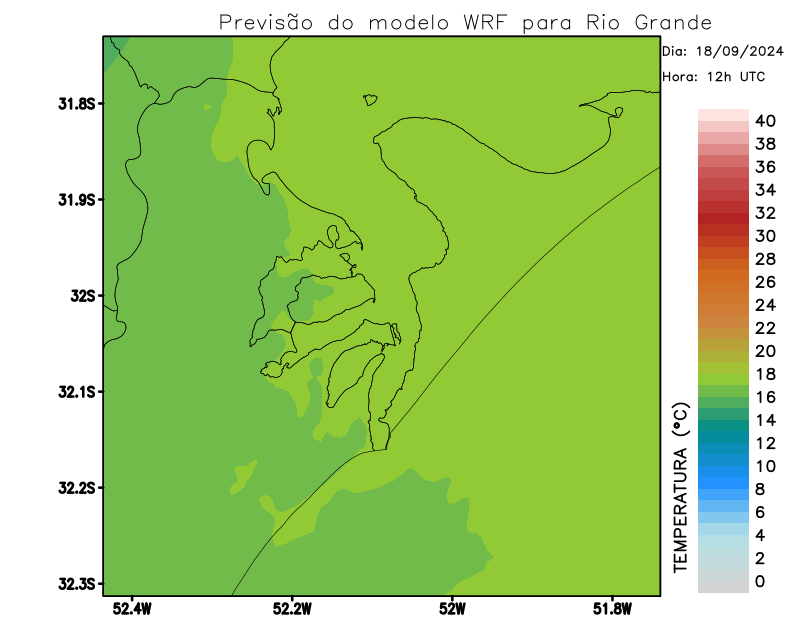 Previsão do modelo WRF para Rio Grande
Dia: 18/09/2024
Hora: 12h UTC
31.8S
31.9S
32S
32.1S
32.2S
32.3S
52.4W
52.2W
52W
51.8W
TEMPERATURA (°C)
40
38
36
34
32
30
28
26
24
22
20
18
16
14
12
10
8
6
4
2
0